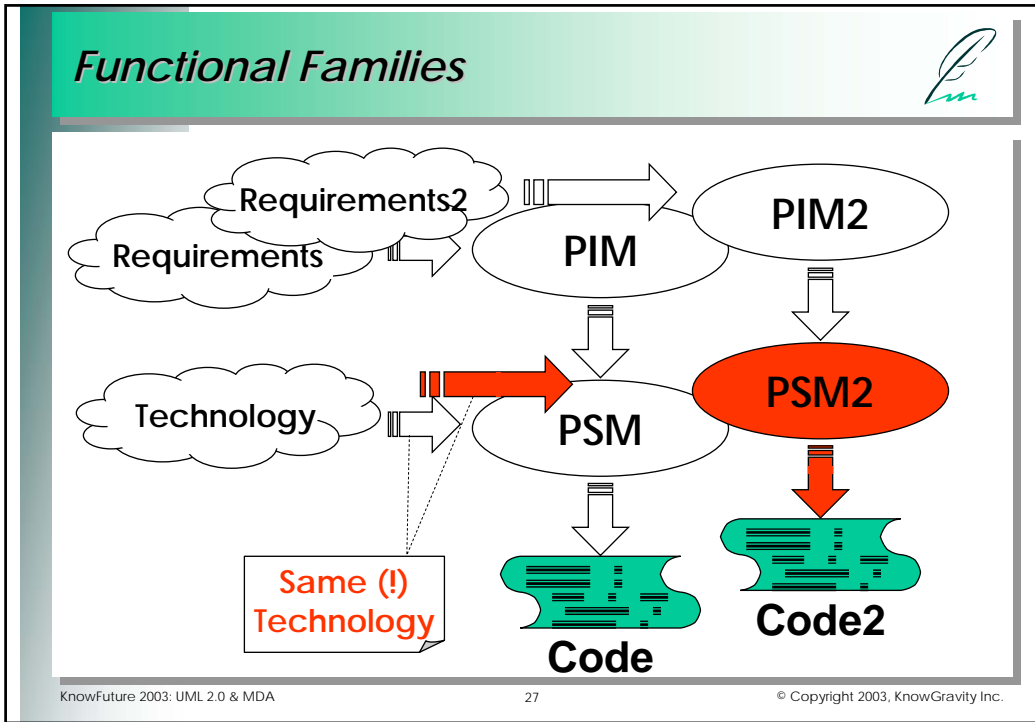 Functional Families
Requirements2
Requirements
PIM
PIM2
Technology
PSM
PSM2
Same (!)
Technology
Code
Code2
KnowFuture 2003: UML 2.0 & MDA
27
© Copyright 2003, KnowGravity Inc.